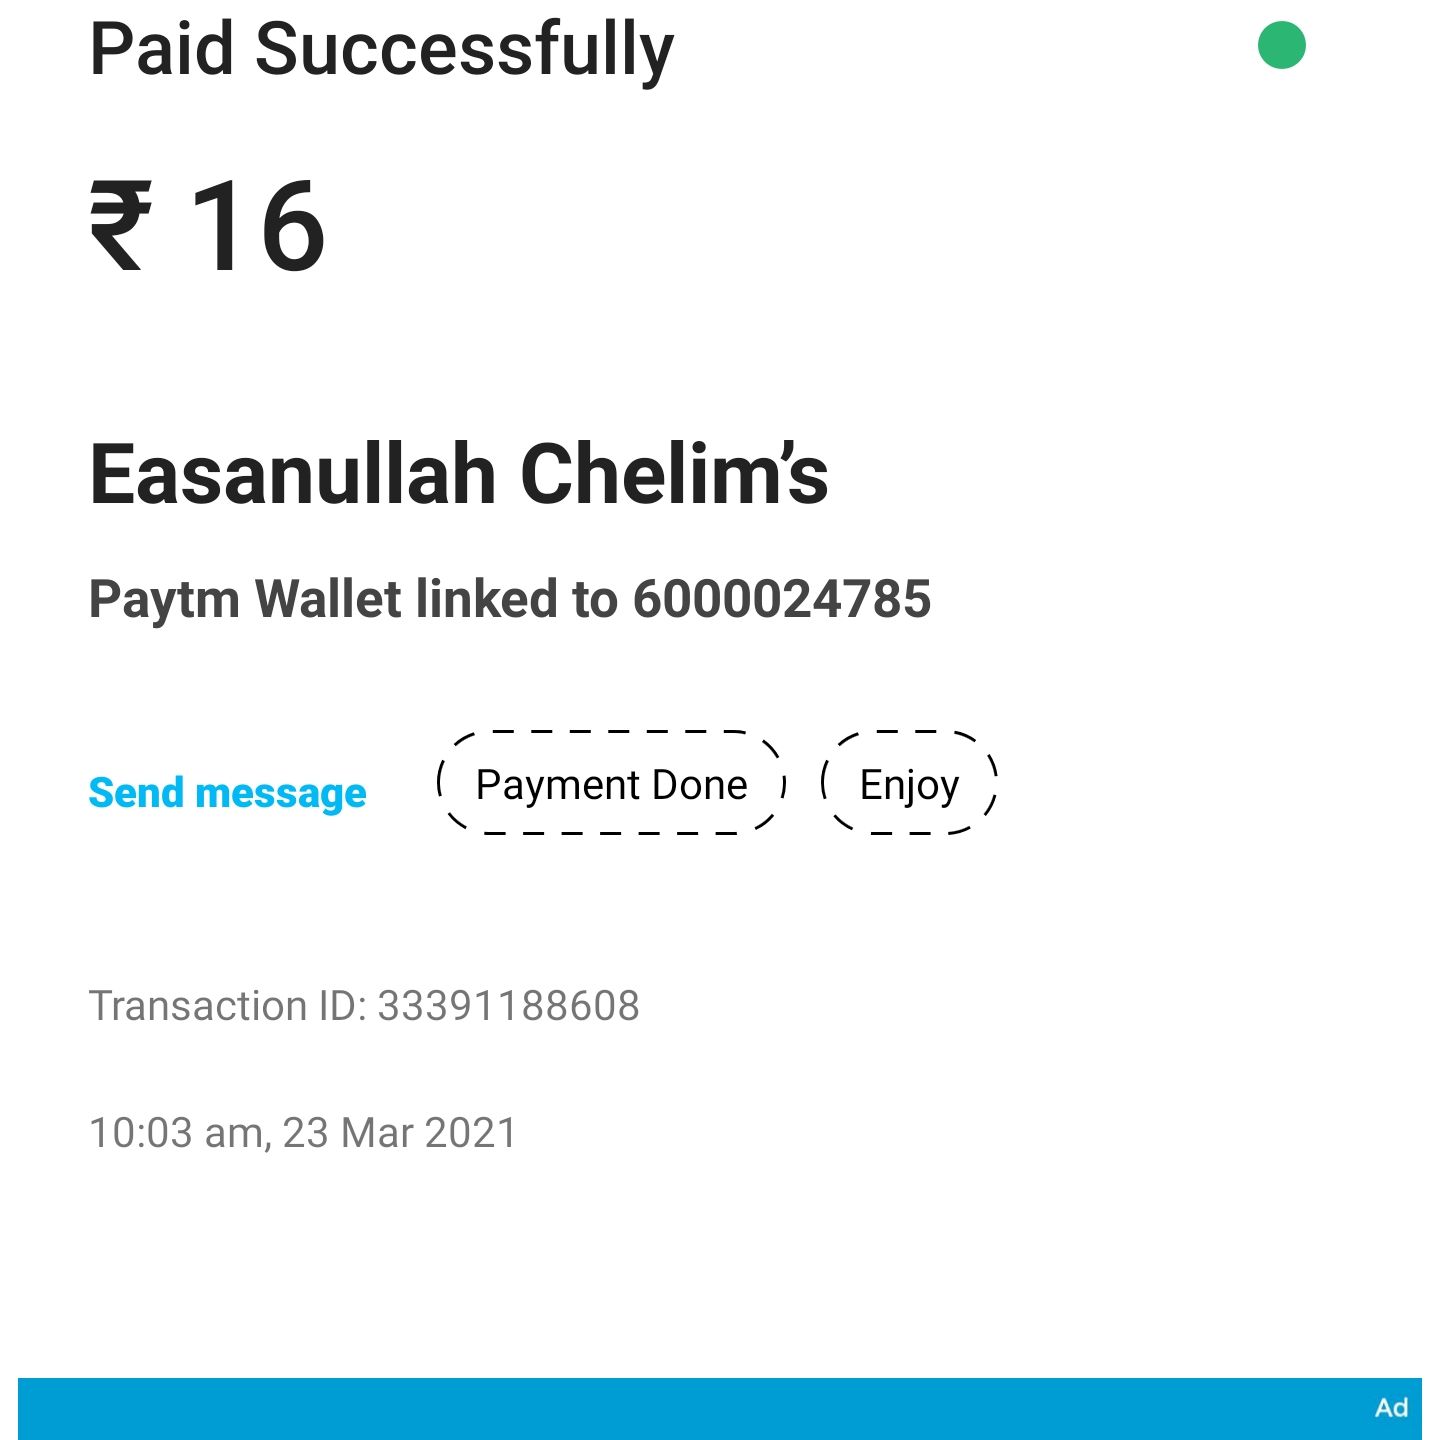 Paid Successfully
₹ 16
Easanullah Chelim’s
Paytm Wallet linked to 6000024785
Send message
Payment Done
Enjoy
Transaction ID: 33391188608
10:03 am, 23 Mar 2021
Ad